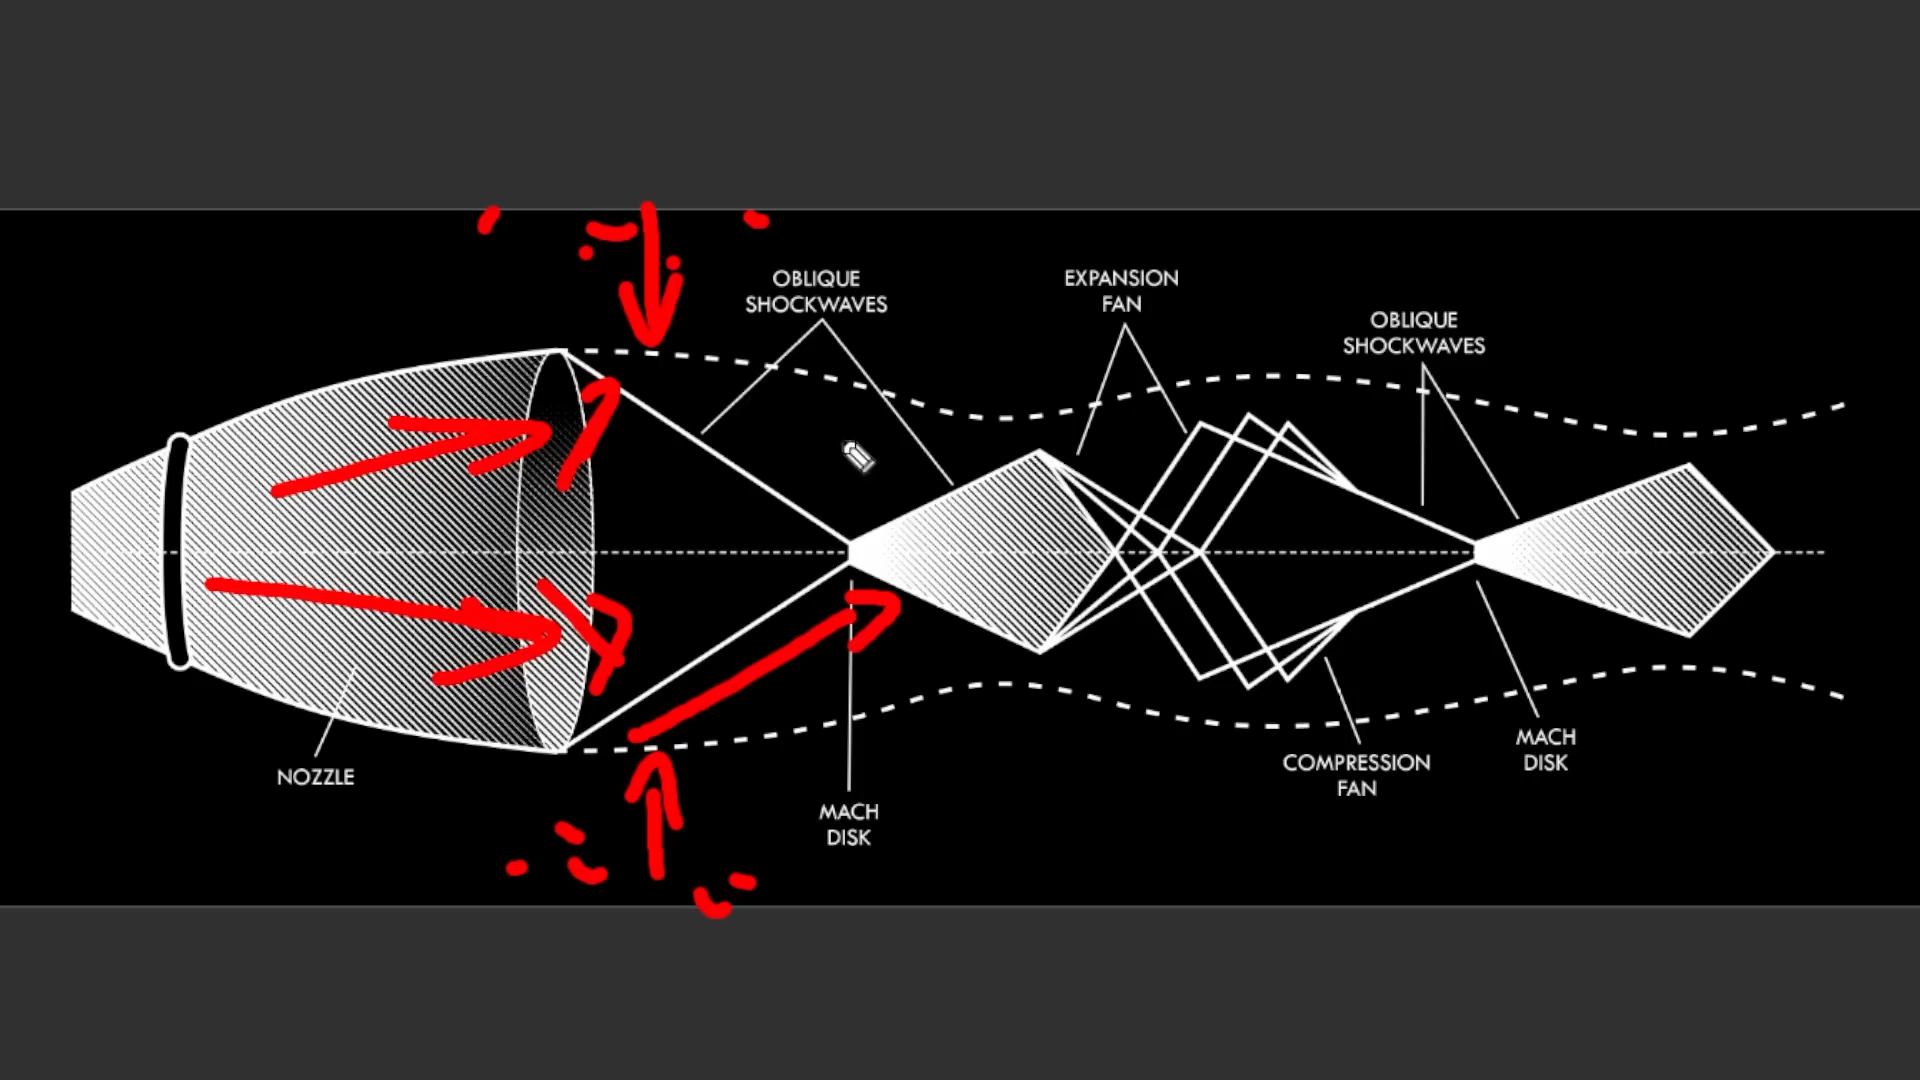 OBLIQUE
SHOCKWAVES
EXPANSION
FAN
OBLIQUE
SHOCKWAVES
NOZZLE
MACH
DISK
COMPRESSION
FAN
MACH
DISK